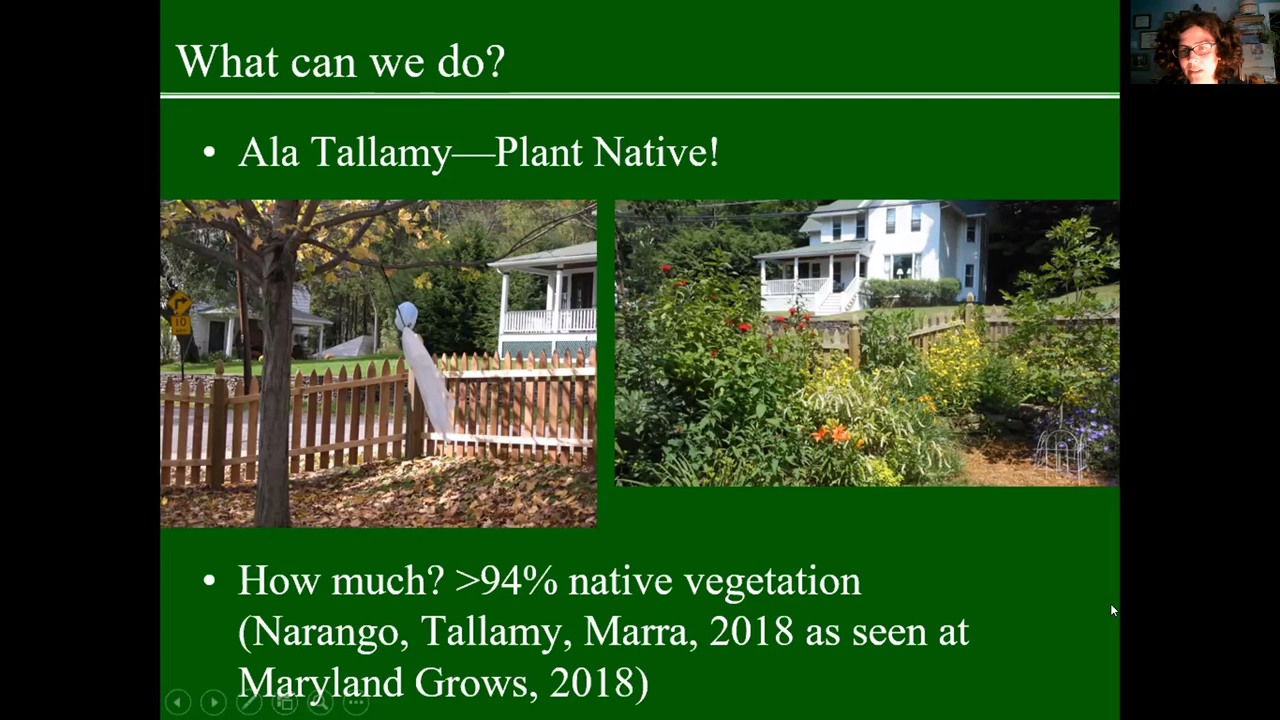 What can we do?
• Ala Tallamy—Plant Native!
10
• How much? >94% native vegetation
(Narango, Tallamy, Marra, 2018 as seen at
Maryland Grows, 2018)